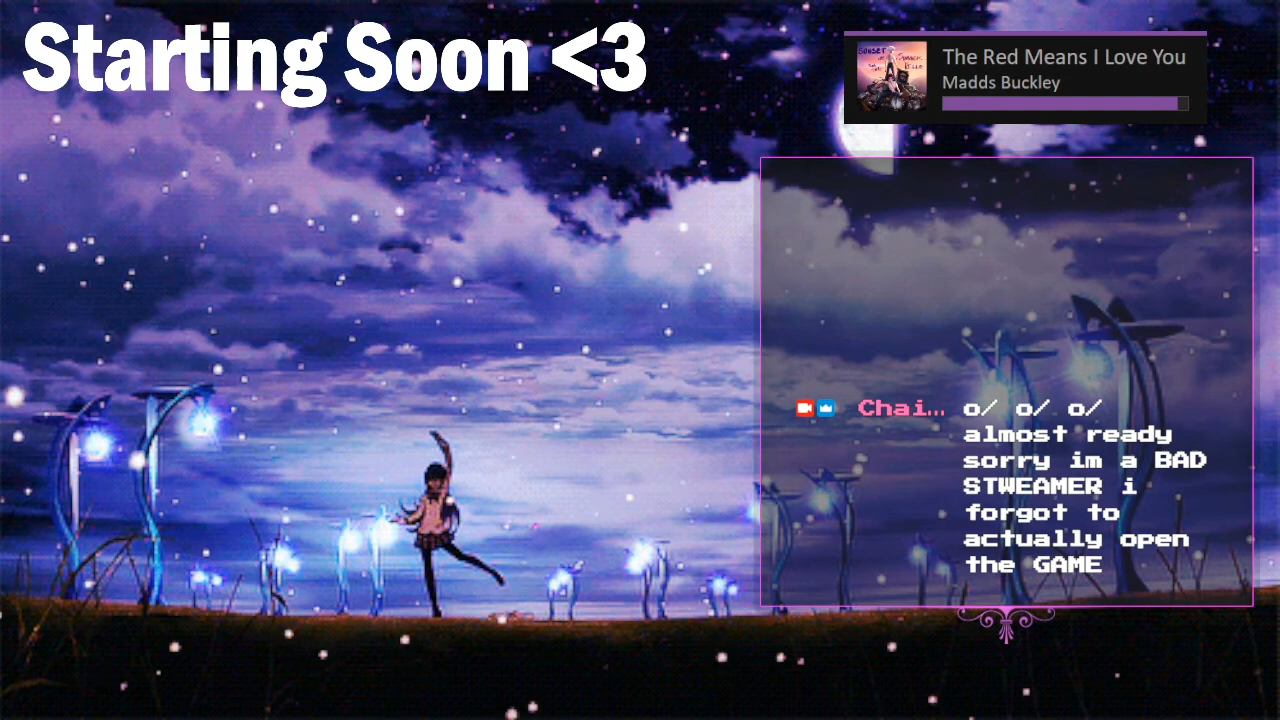 Starting Soon <3
The Red Means I Love You
Madds Buckley
Chai… o/ o/ o/
almost ready
sorry im a BAD
STWEAMER i
forgot to
actually open
the GAME